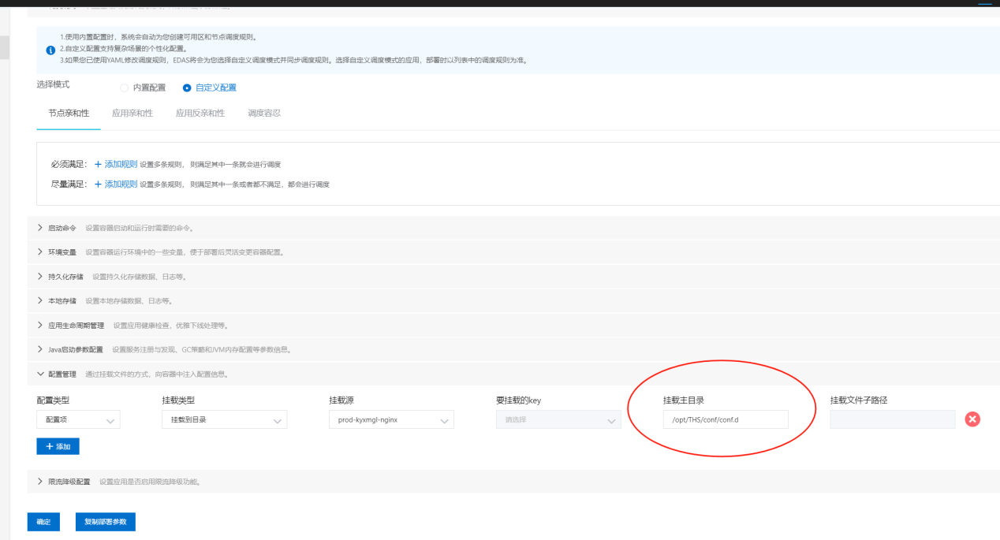 1.使用内置配置时，系统会自动为您创建可用区和节点调度规则。
2.自定义配置支持复杂场景的个性化配置。
3.如果您已使用YAML修改调度规则，EDAS将会为您选择自定义调度模式并同步调度规则。选择自定义调度模式的应用，部署时以列表中的调度规则为准。
选择模式 内置配置 自定义配置
节点亲和性 应用亲和性 应用反亲和性 调度容忍
必须满足： + 添加规则 设置多条规则，则满足其中一条就会进行调度
尽量满足： + 添加规则 设置多条规则，则满足其中一条或者都不满足，都会进行调度
启动命令 设置容器启动和运行时需要的命令。
环境变量 设置容器运行环境中的一些变量，便于部署后灵活变更容器配置。
持久化存储 设置持久化存储数据、日志等。
本地存储 设置本地存储数据、日志等。
应用生命周期管理 设置应用健康检查，优雅下线处理等。
Java启动参数配置 设置服务注册与发现、GC策略和JVM内存配置等参数信息。
配置管理 通过挂载文件的方式，向容器中注入配置信息。
配置类型 挂载类型 挂载源 要挂载的key 挂载主目录 挂载文件子路径
配置项 挂载到目录 prod-kyxmgl-nginx 请选择 /opt/THS/conf/conf.d
+ 添加
限流降级配置 设置应用是否启用限流降级功能。
确定 复制部署参数